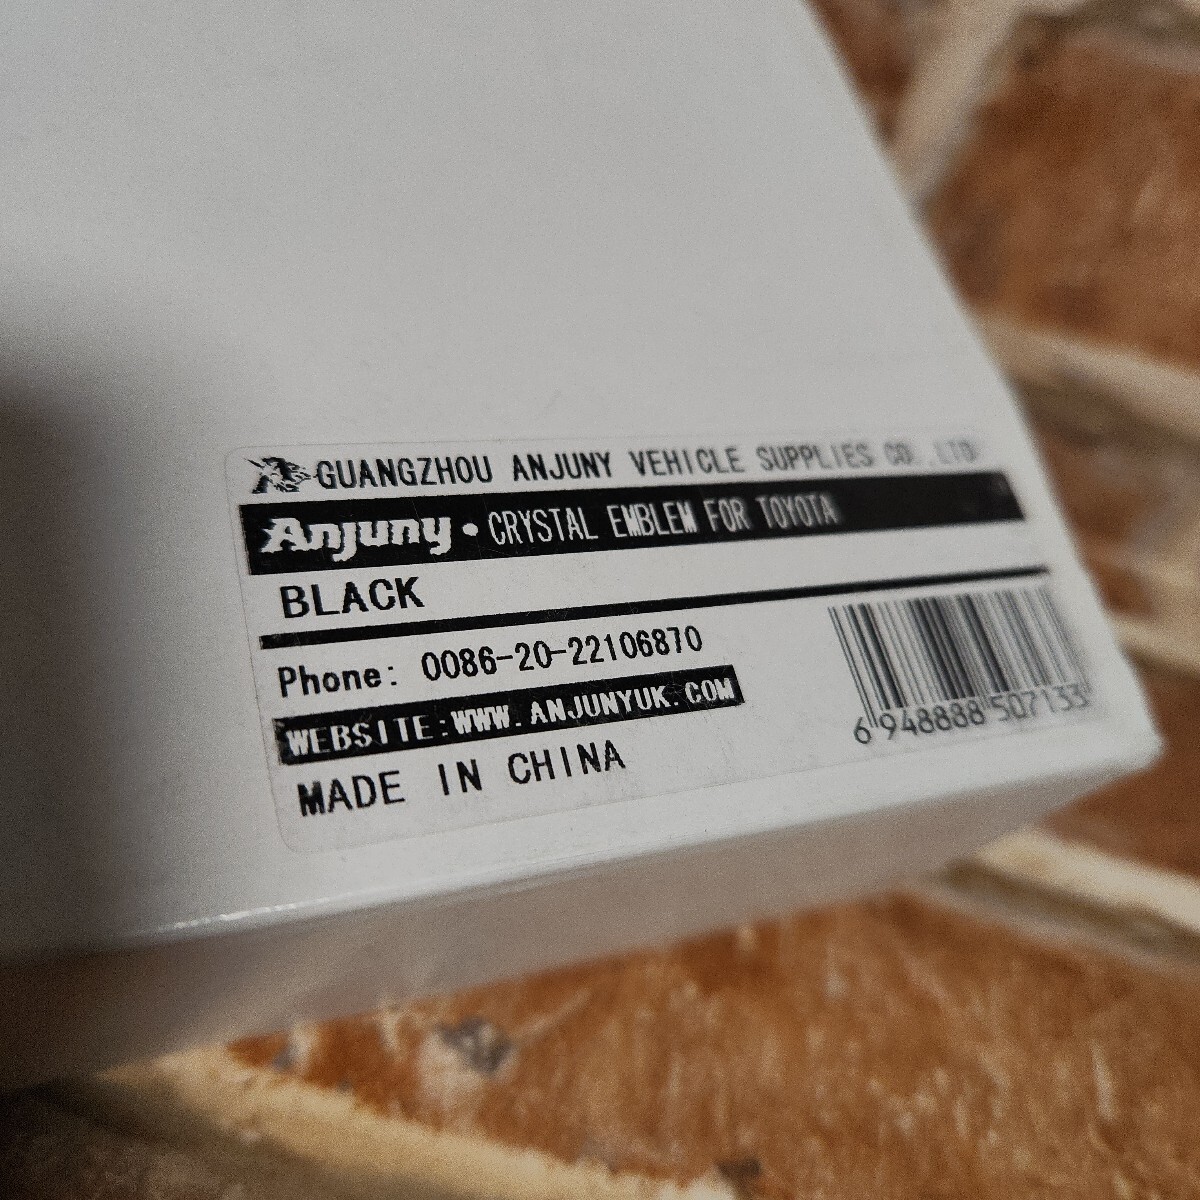 GUANGZHOU ANJUNY VEHICLE SUPPLIES CO.,LTD
Anjuny • CRYSTAL EMBLEM FOR TOYOTA
BLACK
Phone: 0086-20-22106870
WEBSITE:WWW.ANJUNYUK.COM
MADE IN CHINA
6 948888 507133